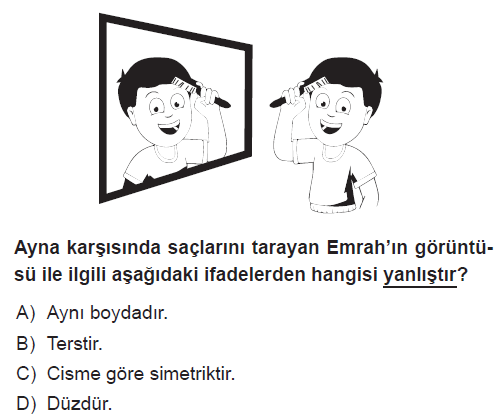 Ayna karşısında saçlarını tarayan Emrah'ın görüntü-
sü ile ilgili aşağıdaki ifadelerden hangisi yanlıştır?
A) Aynı boydadır.
B) Terstir.
C) Cisme göre simetriktir.
D) Düzdür.